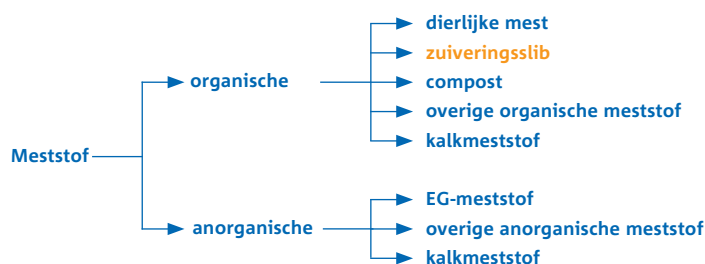 dierlijke mest
zuiveringsslib
organische
compost
overige organische meststof
kalkmeststof
Meststof
EG-meststof
anorganische
overige anorganische meststof
kalkmeststof